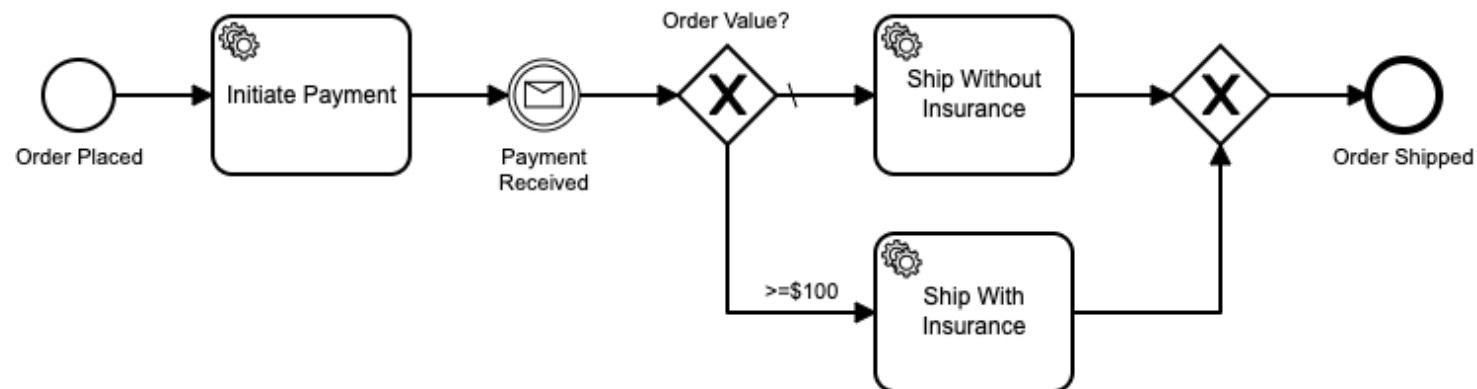 Order Value?
Initiate Payment
Ship Without
Insurance
Order Placed
Payment
Received
Order Shipped
>=$100
Ship With
Insurance